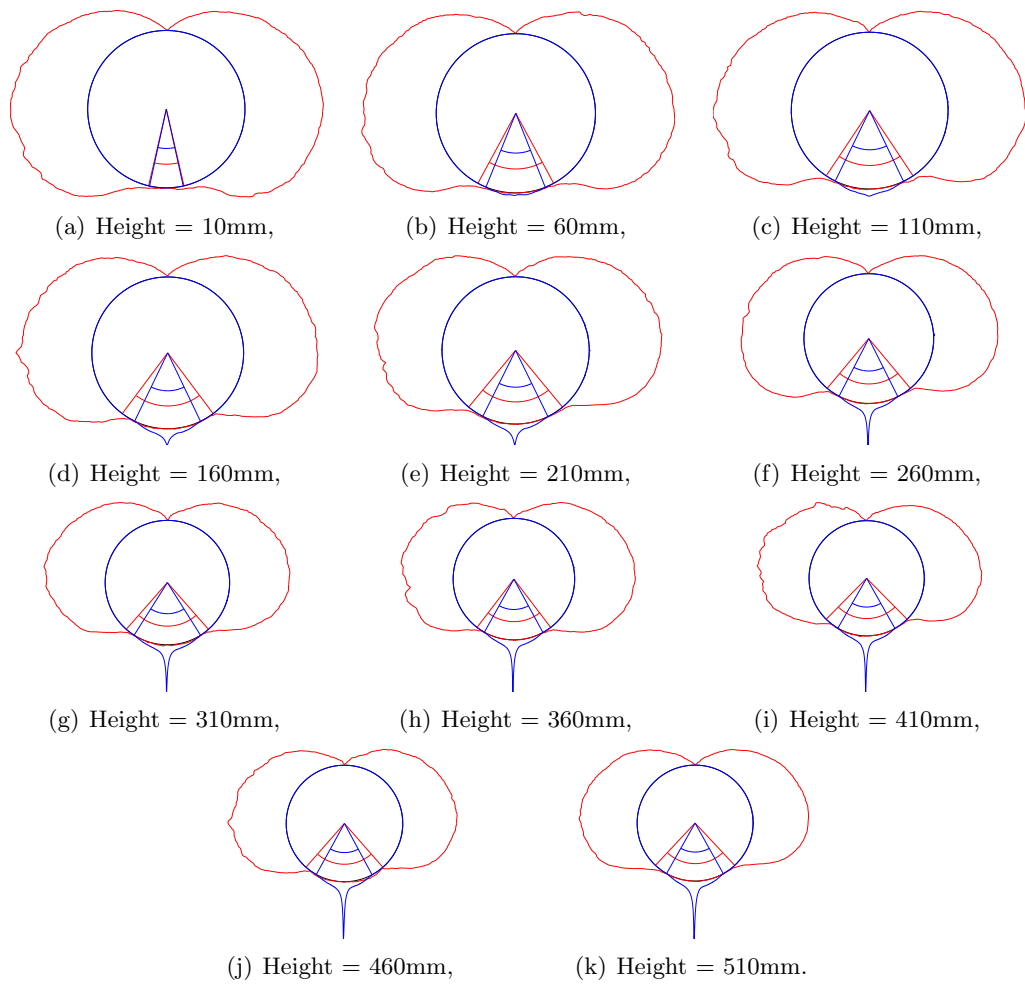 (a) Height = 10mm,
(b) Height = 60mm,
(c) Height = 110mm,
(d) Height = 160mm,
(e) Height = 210mm,
(f) Height = 260mm,
(g) Height = 310mm,
(h) Height = 360mm,
(i) Height = 410mm,
(j) Height = 460mm,
(k) Height = 510mm.